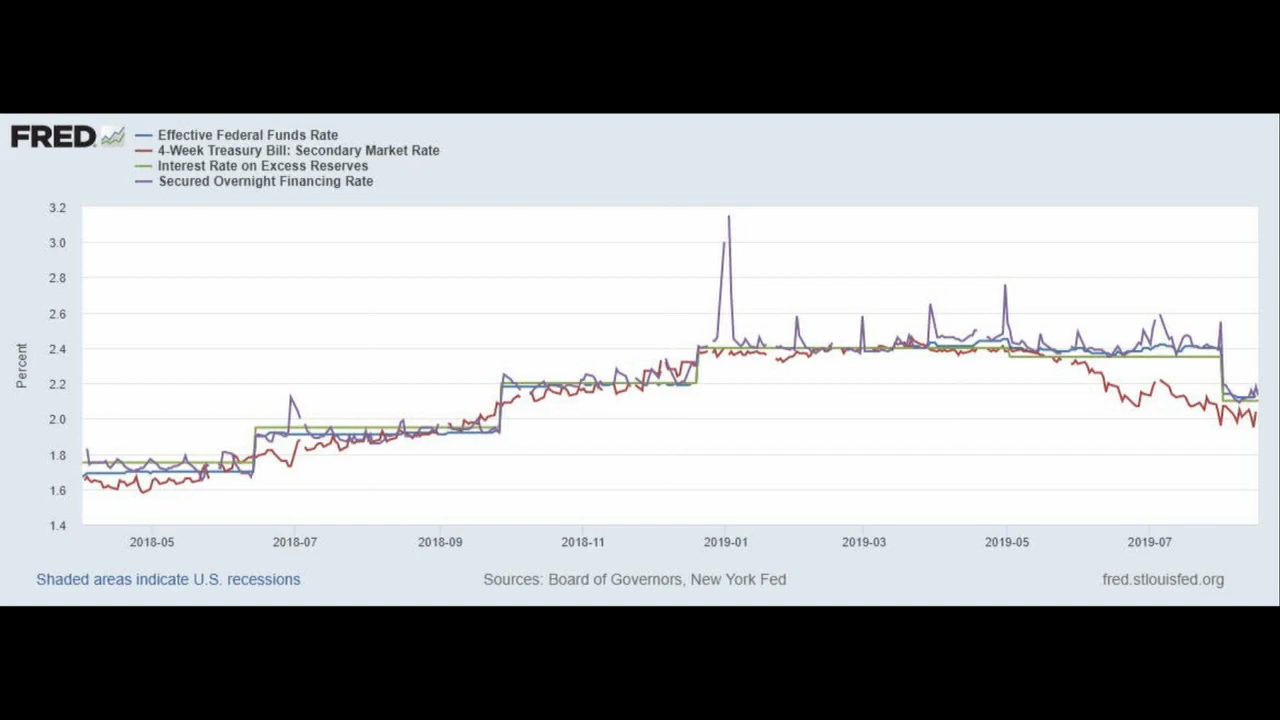 FRED
Effective Federal Funds Rate
4-Week Treasury Bill: Secondary Market Rate
Interest Rate on Excess Reserves
Secured Overnight Financing Rate
3.2
3.0
2.8
2.6
2.4
2.2
2.0
1.8
1.6
1.4
Percent
2018-05 2018-07 2018-09 2018-11 2019-01 2019-03 2019-05 2019-07
Shaded areas indicate U.S. recessions Sources: Board of Governors, New York Fed fred.stlouisfed.org